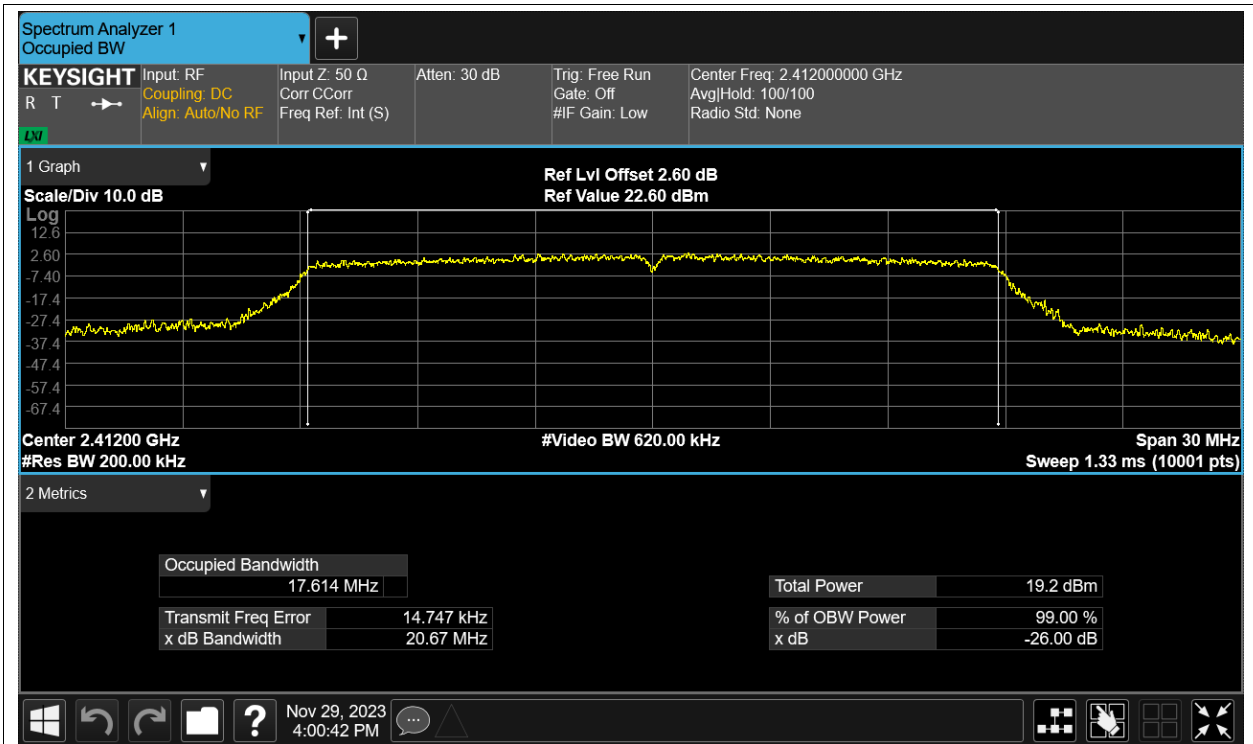 Spectrum Analyzer 1
Occupied BW
KEYSIGHT
R T
LXI
Input: RF
Coupling: DC
Align: Auto/No RF
Input Z: 50 Ω
Corr CCorr
Freq Ref: Int (S)
Atten: 30 dB
Trig: Free Run
Gate: Off
#IF Gain: Low
Center Freq: 2.412000000 GHz
Avg|Hold: 100/100
Radio Std: None
1 Graph
Scale/Div 10.0 dB
Ref Lvl Offset 2.60 dB
Ref Value 22.60 dBm
Log
12.6
2.60
-7.40
-17.4
-27.4
-37.4
-47.4
-57.4
-67.4
Center 2.41200 GHz
#Video BW 620.00 kHz
Span 30 MHz
#Res BW 200.00 kHz
Sweep 1.33 ms (10001 pts)
2 Metrics
Occupied Bandwidth
17.614 MHz
Transmit Freq Error 14.747 kHz
x dB Bandwidth 20.67 MHz
Total Power 19.2 dBm
% of OBW Power 99.00 %
x dB -26.00 dB
?
Nov 29, 2023
4:00:42 PM